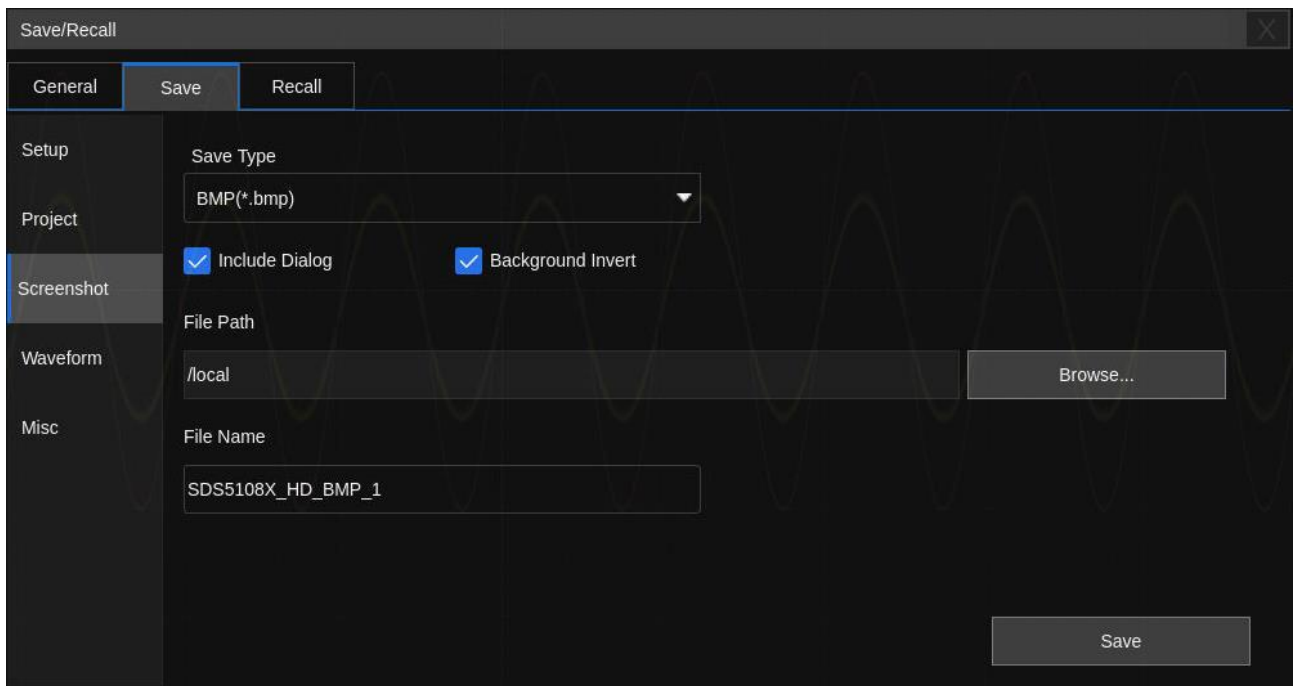 Save/Recall X
General Save Recall
Setup
Project
Screenshot
Waveform
Misc
Save Type
BMP(*.bmp)
Include Dialog Background Invert
File Path
/local Browse...
File Name
SDS5108X_HD_BMP_1
Save